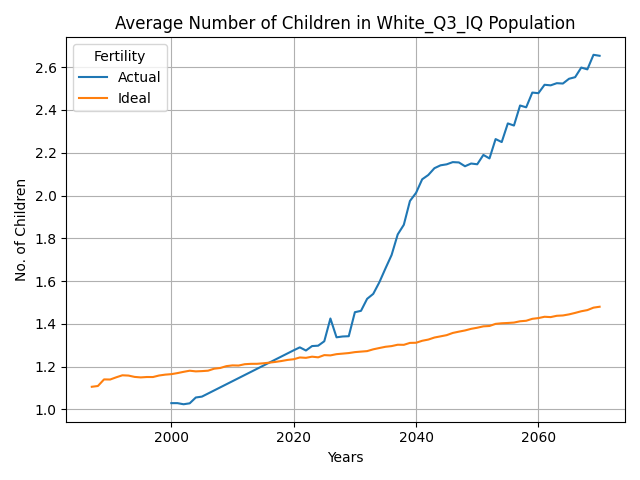 Average Number of Children in White_Q3_IQ Population
Fertility
Actual
Ideal
No. of Children
2.6
2.4
2.2
2.0
1.8
1.6
1.4
1.2
1.0
2000
2020
2040
2060
Years